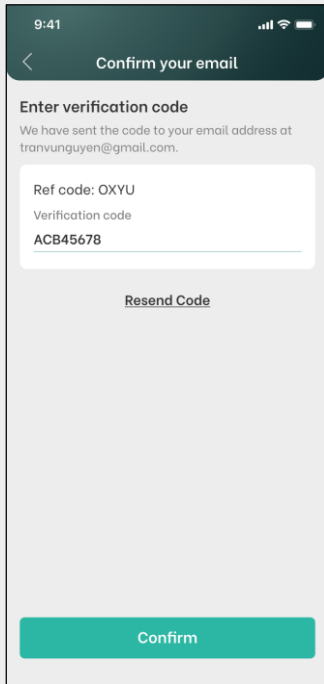 9:41
Confirm your email
Enter verification code
We have sent the code to your email address at
tranvunguyen@gmail.com.
Ref code: OXYU
Verification code
ACB45678
Resend Code
Confirm